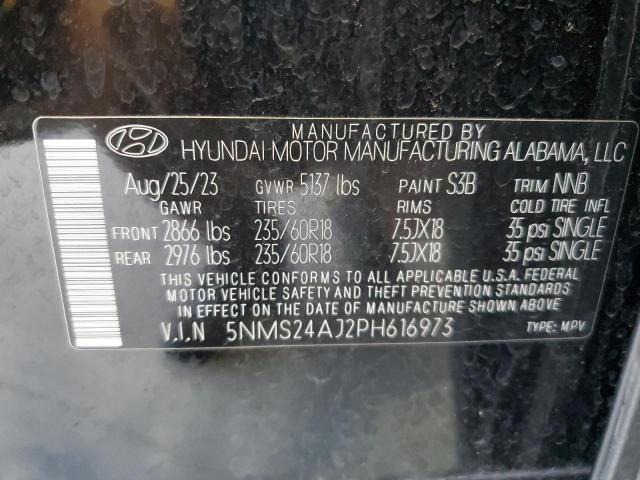 MANUFACTURED BY
HYUNDAI MOTOR MANUFACTURING ALABAMA, LLC
Aug/25/23 GVWR 5137 lbs PAINT S3B TRIM NNB
GAWR TIRES RIMS COLD TIRE INFL
FRONT 2866 lbs 235/60R18 7.5JX18 35 psi SINGLE
REAR 2976 lbs 235/60R18 7.5JX18 35 psi SINGLE
THIS VEHICLE CONFORMS TO ALL APPLICABLE U.S.A. FEDERAL
MOTOR VEHICLE SAFETY AND THEFT PREVENTION STANDARDS
IN EFFECT ON THE DATE OF MANUFACTURE SHOWN ABOVE.
V.I.N 5NMS24AJ2PH616973 TYPE: MPV